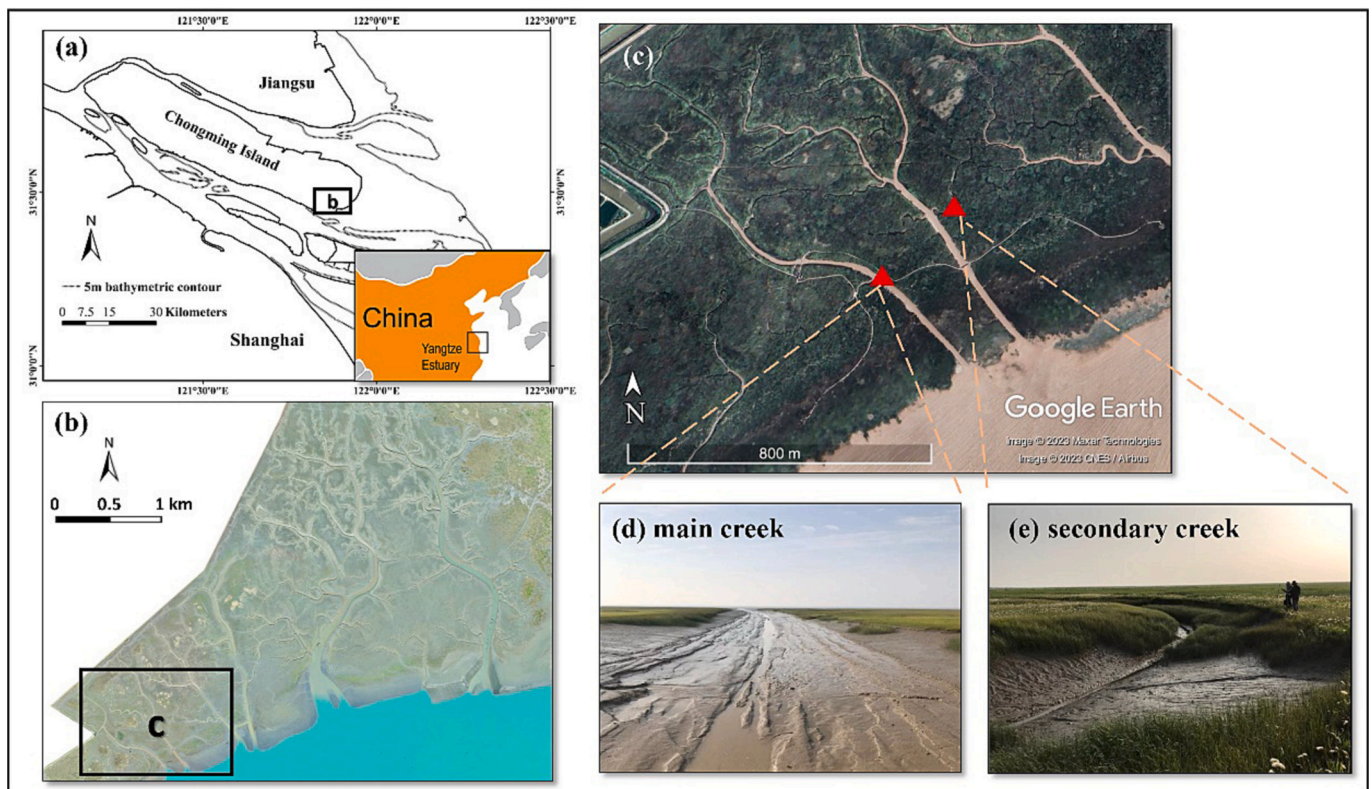 121°30'0"E 122°0'0"E 122°30'0"E
(a)
Jiangsu
Chongming Island
31°30'0"N
b
31°30'0"N
N
5m bathymetric contour
0 7.5 15 30 Kilometers
Shanghai
China
Yangtze
Estuary
31°0'0"N
31°0'0"N
121°30'0"E 122°0'0"E 122°30'0"E
(b)
N
0 0.5 1 km
C
(c)
N
800 m
Google Earth
Image © 2023 Maxar Technologies
Image © 2023 CNES / Airbus
(d) main creek
(e) secondary creek